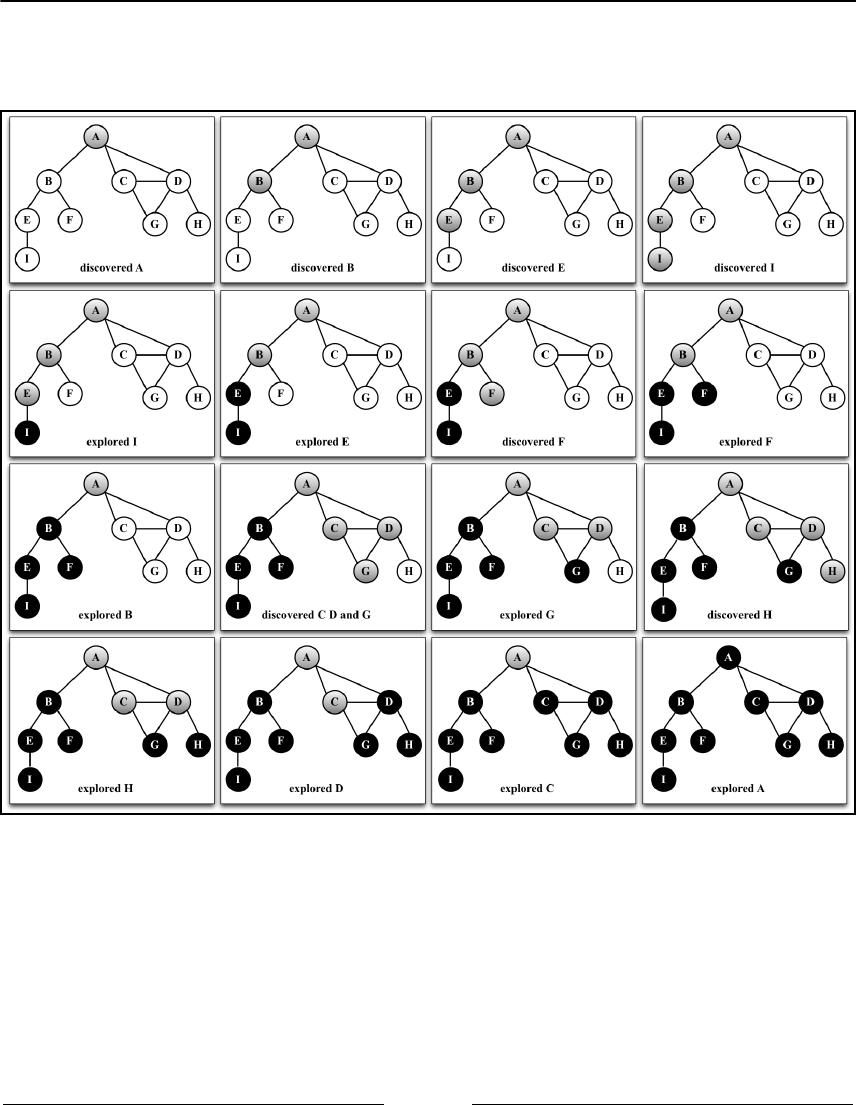 A
B C D
E F G H
I
discovered A
A
B C D
E F G H
I
discovered B
A
B C D
E F G H
I
discovered E
A
B C D
E F G H
I
discovered I
A
B C D
E F G H
I
explored I
A
B C D
E F G H
I
explored E
A
B C D
E F G H
I
discovered F
A
B C D
E F G H
I
explored F
A
B C D
E F G H
I
explored B
A
B C D
E F G H
I
discovered C D and G
A
B C D
E F G H
I
explored G
A
B C D
E F G H
I
discovered H
A
B C D
E F G H
I
explored H
A
B C D
E F G H
I
explored D
A
B C D
E F G H
I
explored C
A
B C D
E F G H
I
explored A